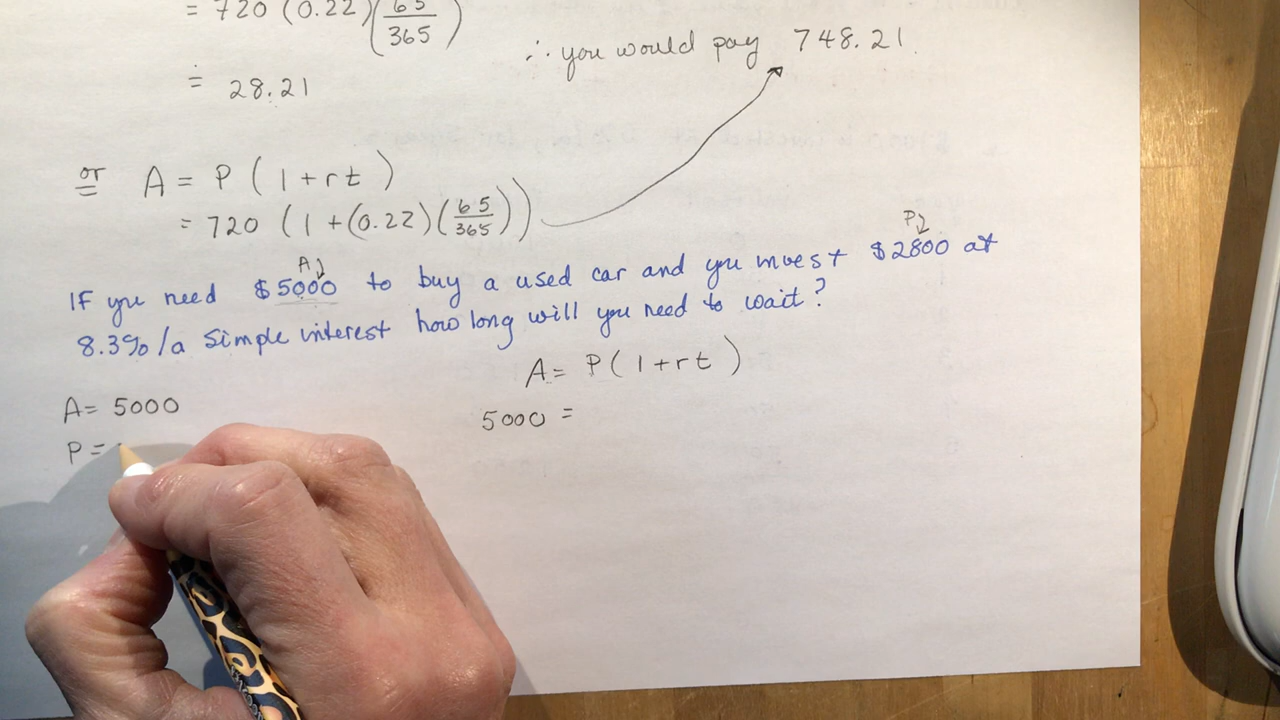 = 720 (0.22)(65/365)
∴ you would pay 748.21.
≐ 28.21
or A = P (1 + rt)
= 720 (1 + (0.22)(65/365))
P↓
A↓
IF you need $5000 to buy a used car and you invest $2800 at
8.3%/a simple interest how long will you need to wait?
A = P(1+rt)
A = 5000
5000 =
P =